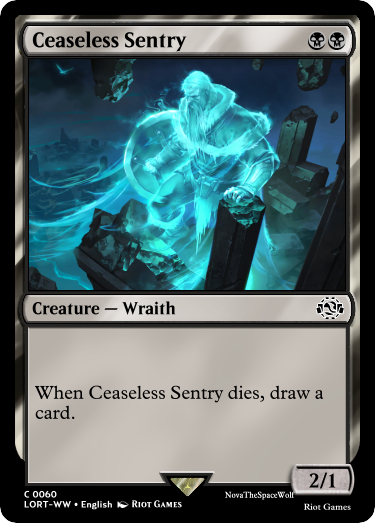 Ceaseless Sentry
Creature — Wraith
When Ceaseless Sentry dies, draw a
card.
2/1
C 0060
LORT-WW • English RIOT GAMES
NovaTheSpaceWolf
Riot Games